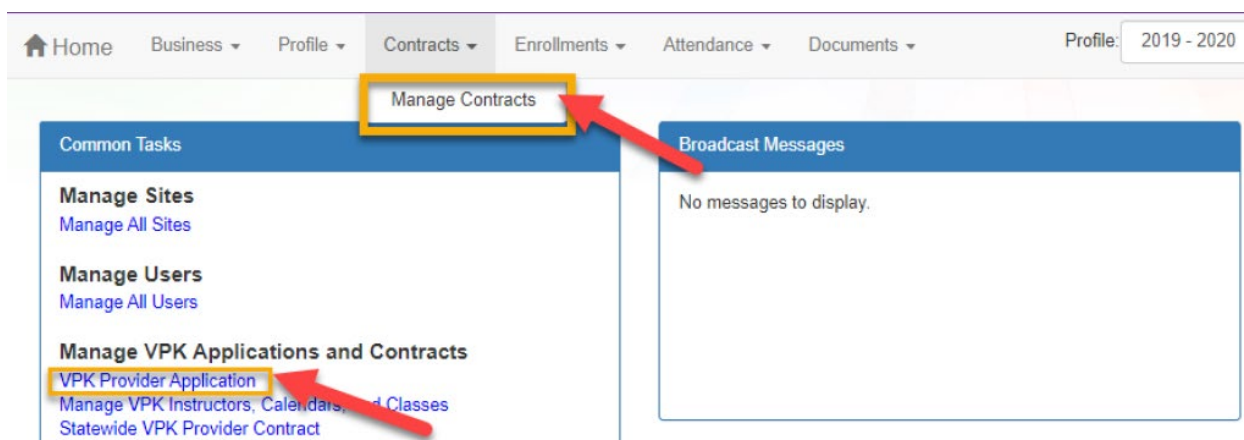 Home Business Profile Contracts Enrollments Attendance Documents Profile: 2019 - 2020
Manage Contracts
Common Tasks
Manage Sites
Manage All Sites
Manage Users
Manage All Users
Manage VPK Applications and Contracts
VPK Provider Application
Manage VPK Instructors, Calendars, and Classes
Statewide VPK Provider Contract
Broadcast Messages
No messages to display.